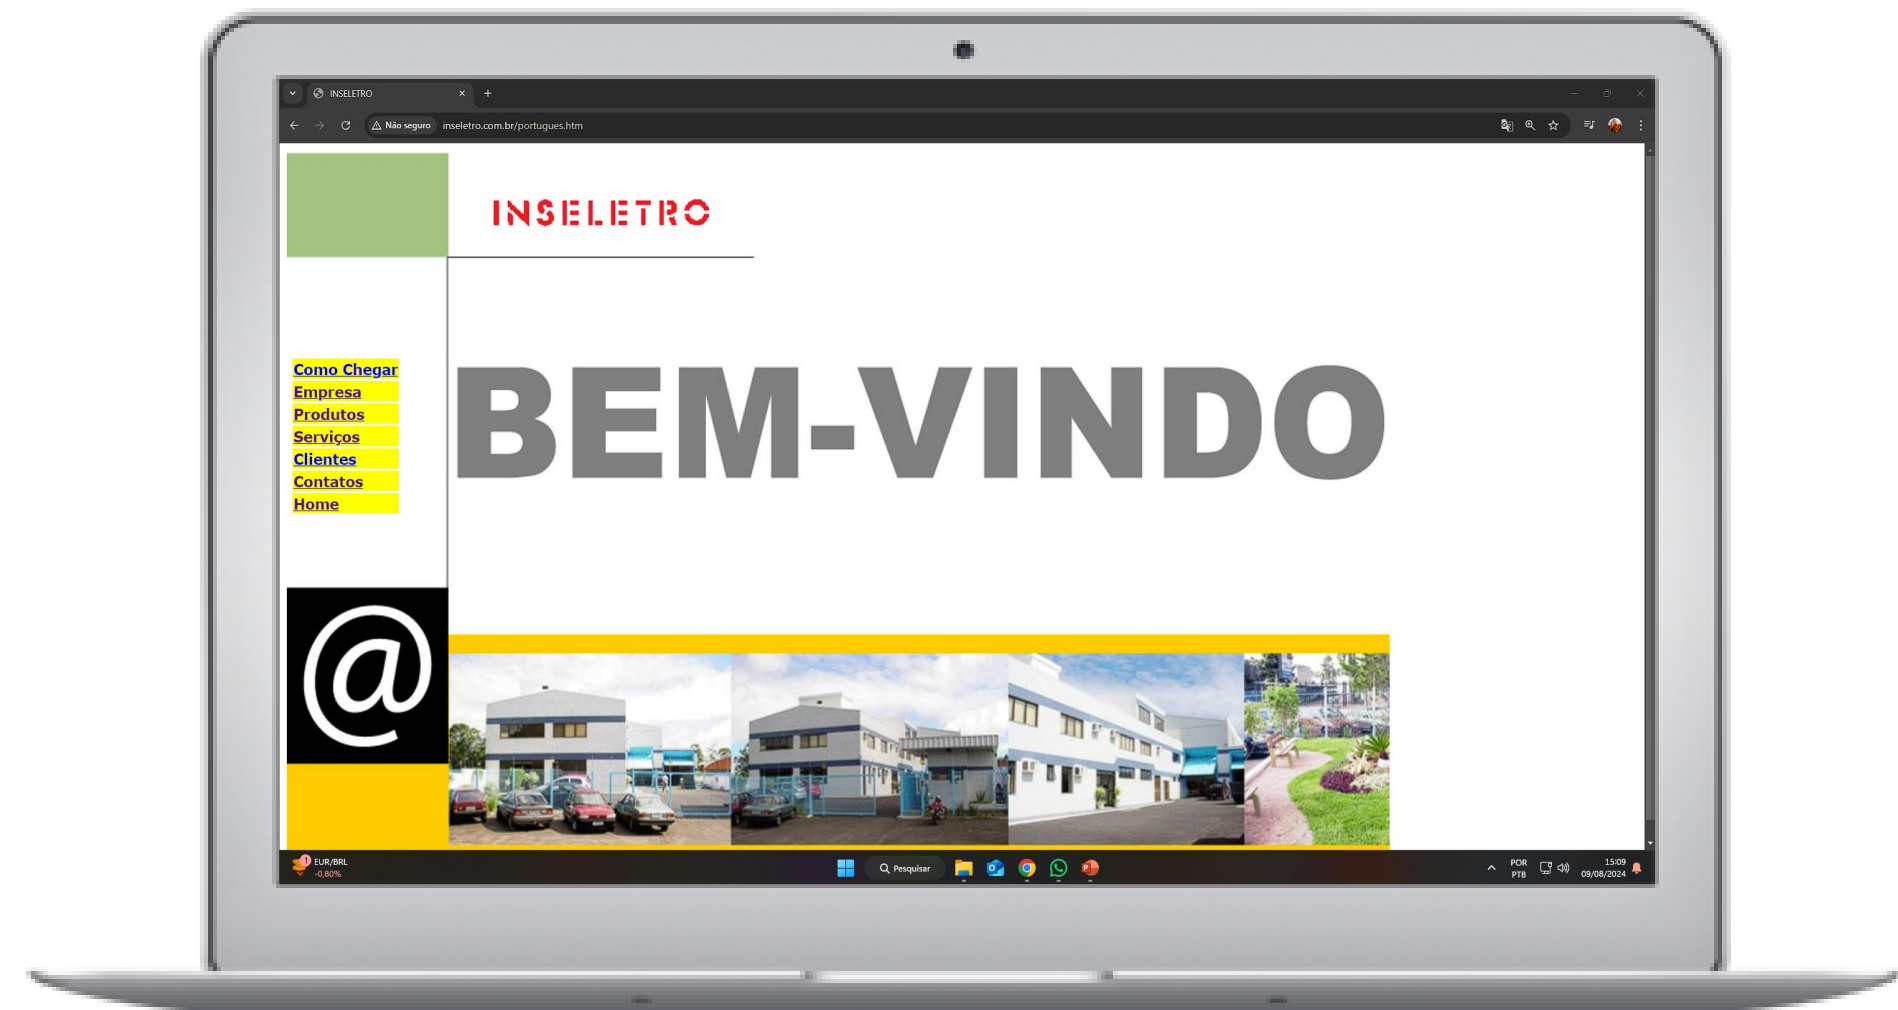 INSELETRO
Não seguro inseletro.com.br/portugues.htm
INSELETRO
Como Chegar
Empresa
Produtos
Serviços
Clientes
Contatos
Home
BEM-VINDO
@
1
EUR/BRL
-0,80%
Pesquisar
POR
PTB
15:09
09/08/2024